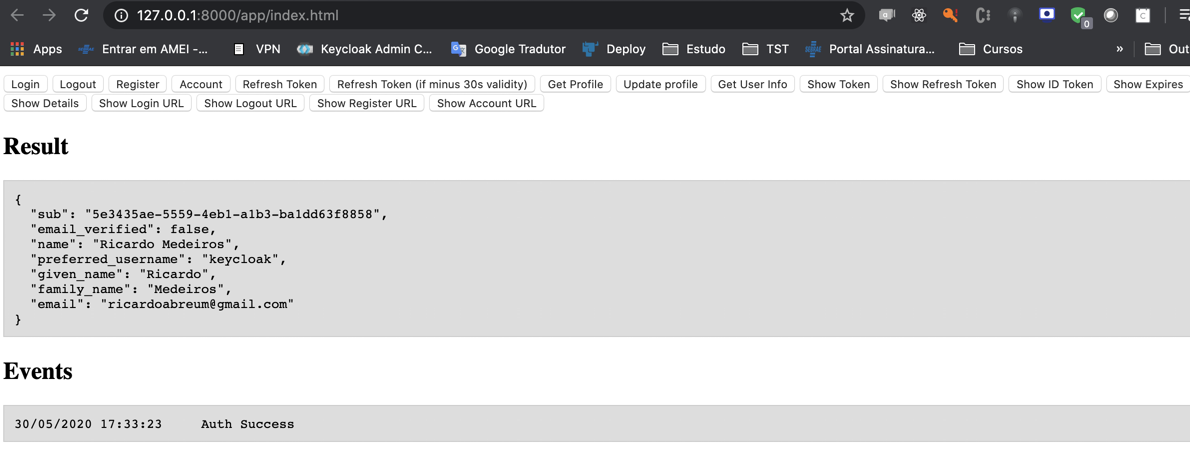 127.0.0.1:8000/app/index.html
0
Apps Entrar em AMEI -... VPN Keycloak Admin C... Google Tradutor Deploy Estudo TST Portal Assinatura... Cursos » Out
Login Logout Register Account Refresh Token Refresh Token (if minus 30s validity) Get Profile Update profile Get User Info Show Token Show Refresh Token Show ID Token Show Expires
Show Details Show Login URL Show Logout URL Show Register URL Show Account URL
Result
{
"sub": "5e3435ae-5559-4eb1-a1b3-ba1dd63f8858",
"email_verified": false,
"name": "Ricardo Medeiros",
"preferred_username": "keycloak",
"given_name": "Ricardo",
"family_name": "Medeiros",
"email": "ricardoabreum@gmail.com"
}
Events
30/05/2020 17:33:23 Auth Success